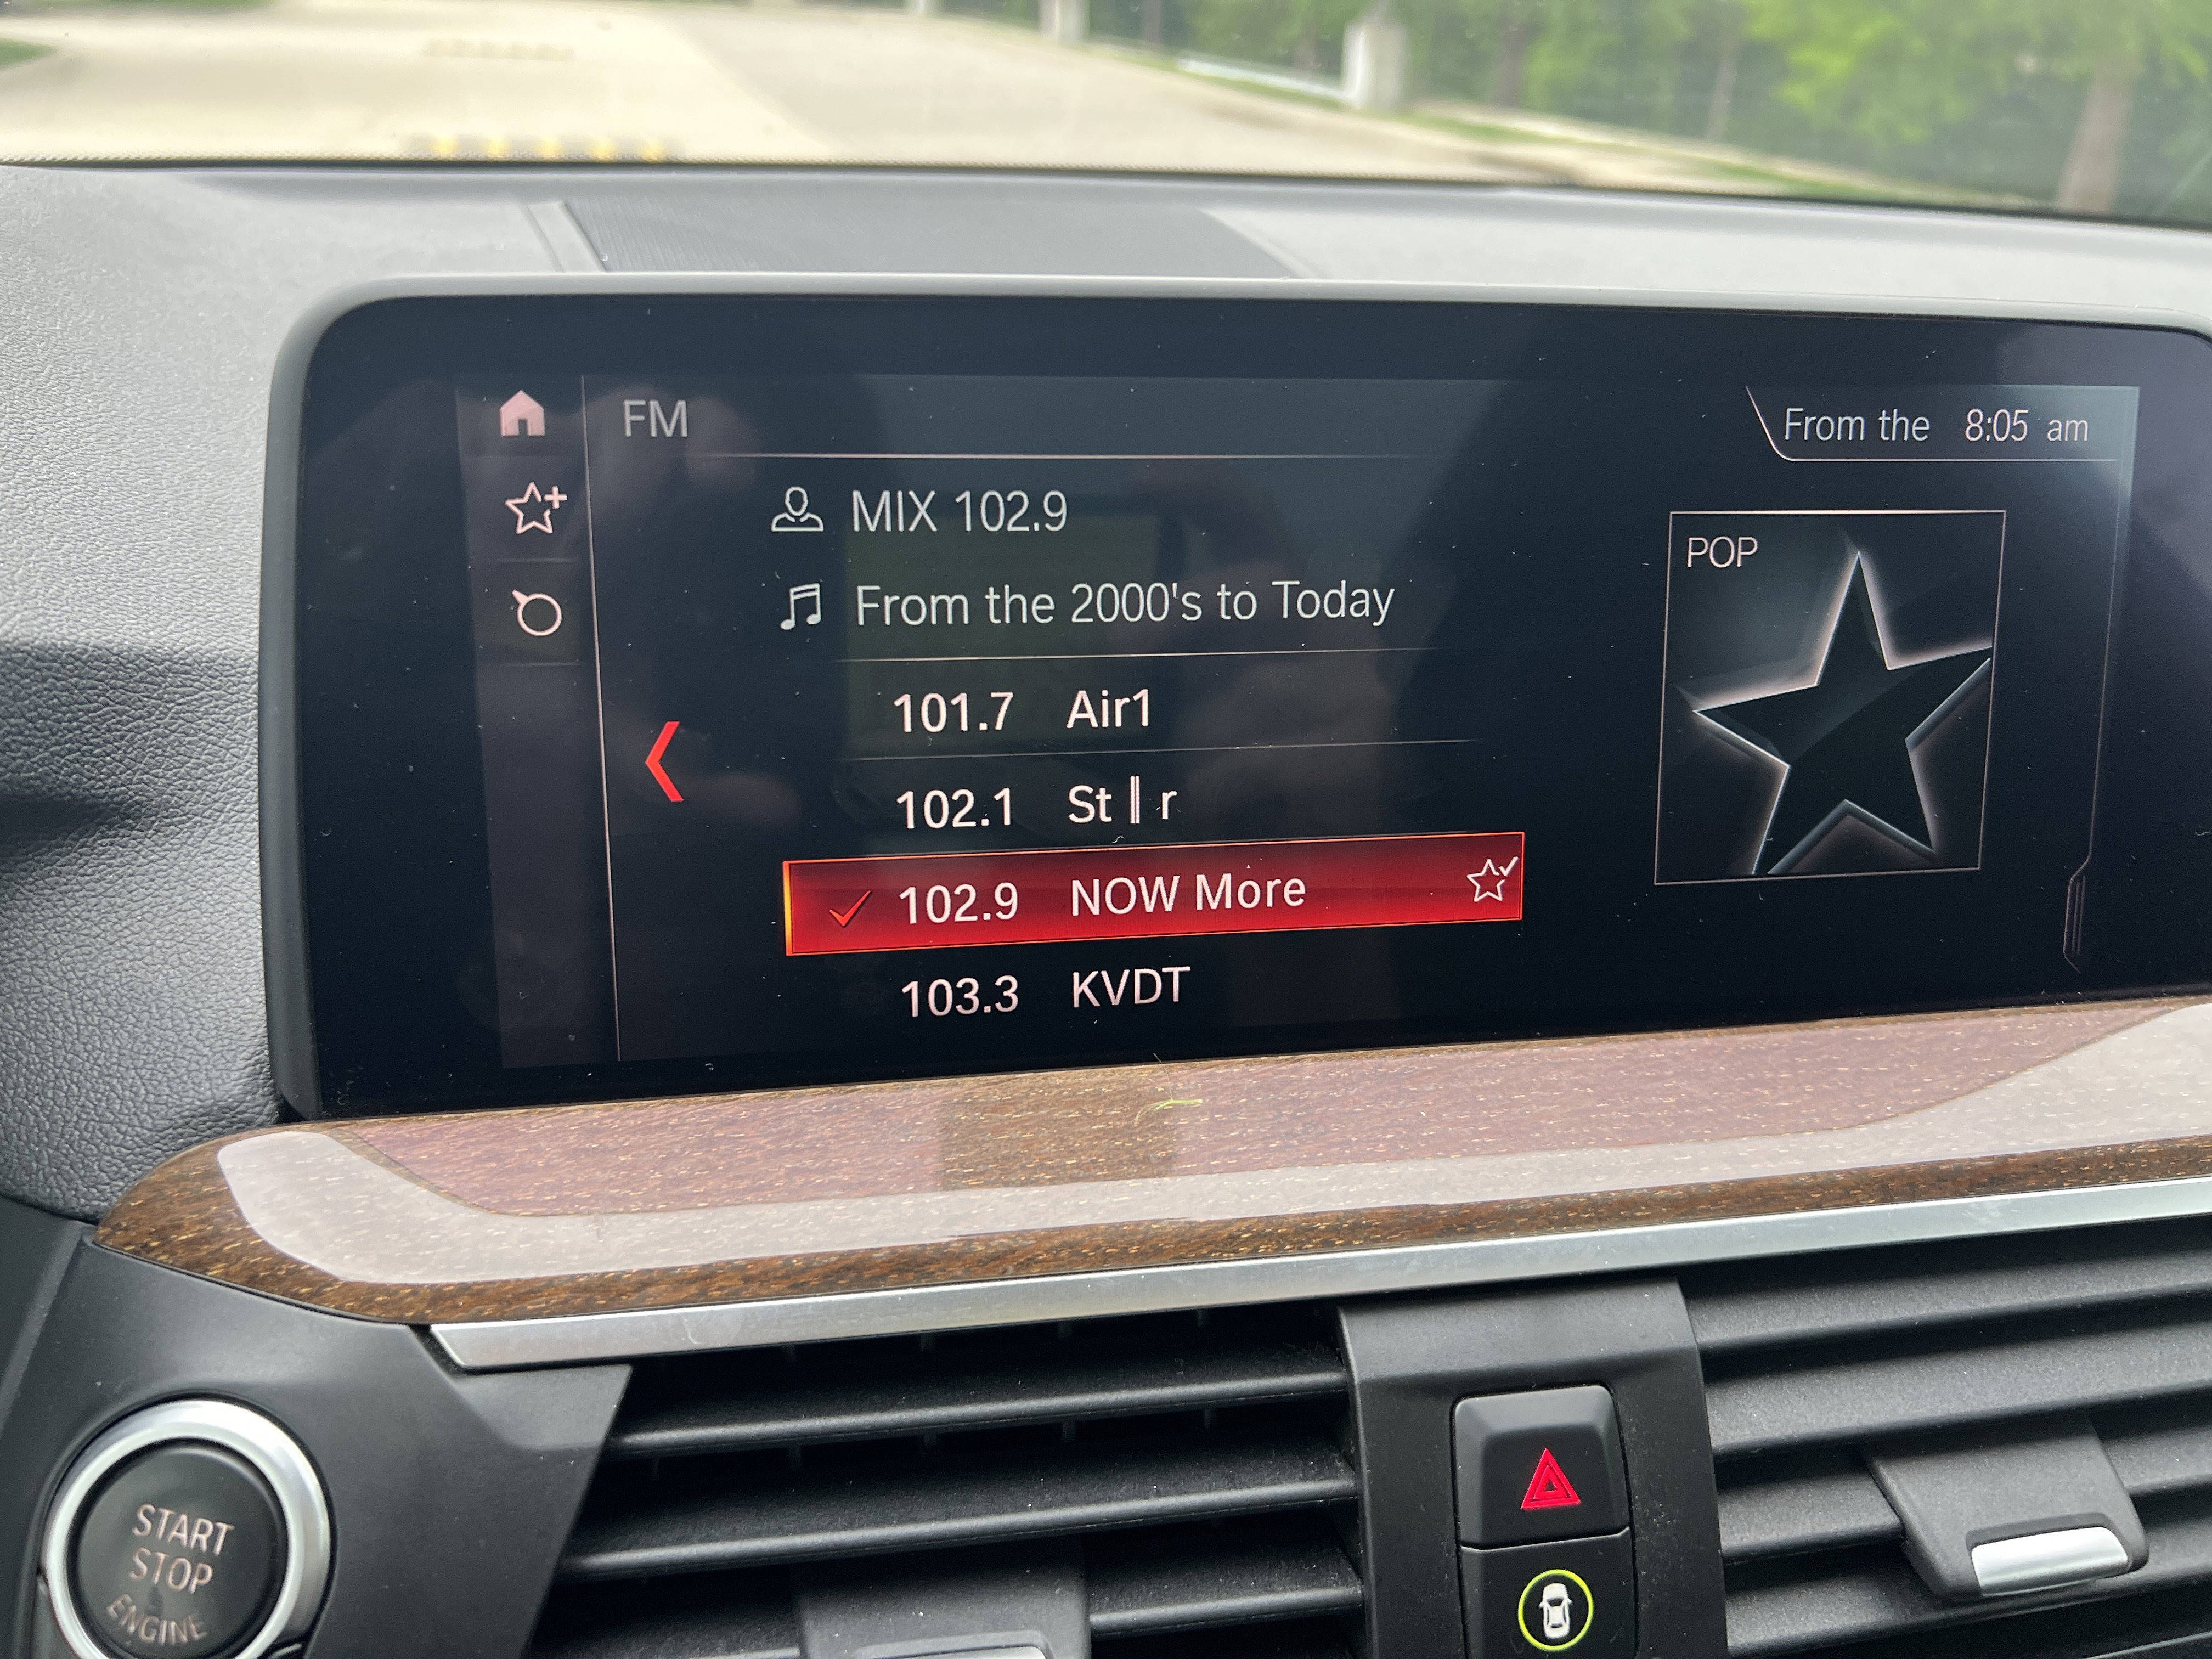 FM
From the 8:05 am
MIX 102.9
From the 2000's to Today
POP
101.7 Air1
102.1 St‖r
102.9 NOW More
103.3 KVDT
START
STOP
ENGINE